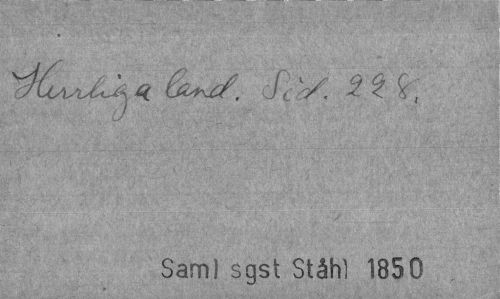 Herrliga land. Sid. 228.
Saml sgst Ståhl 1850